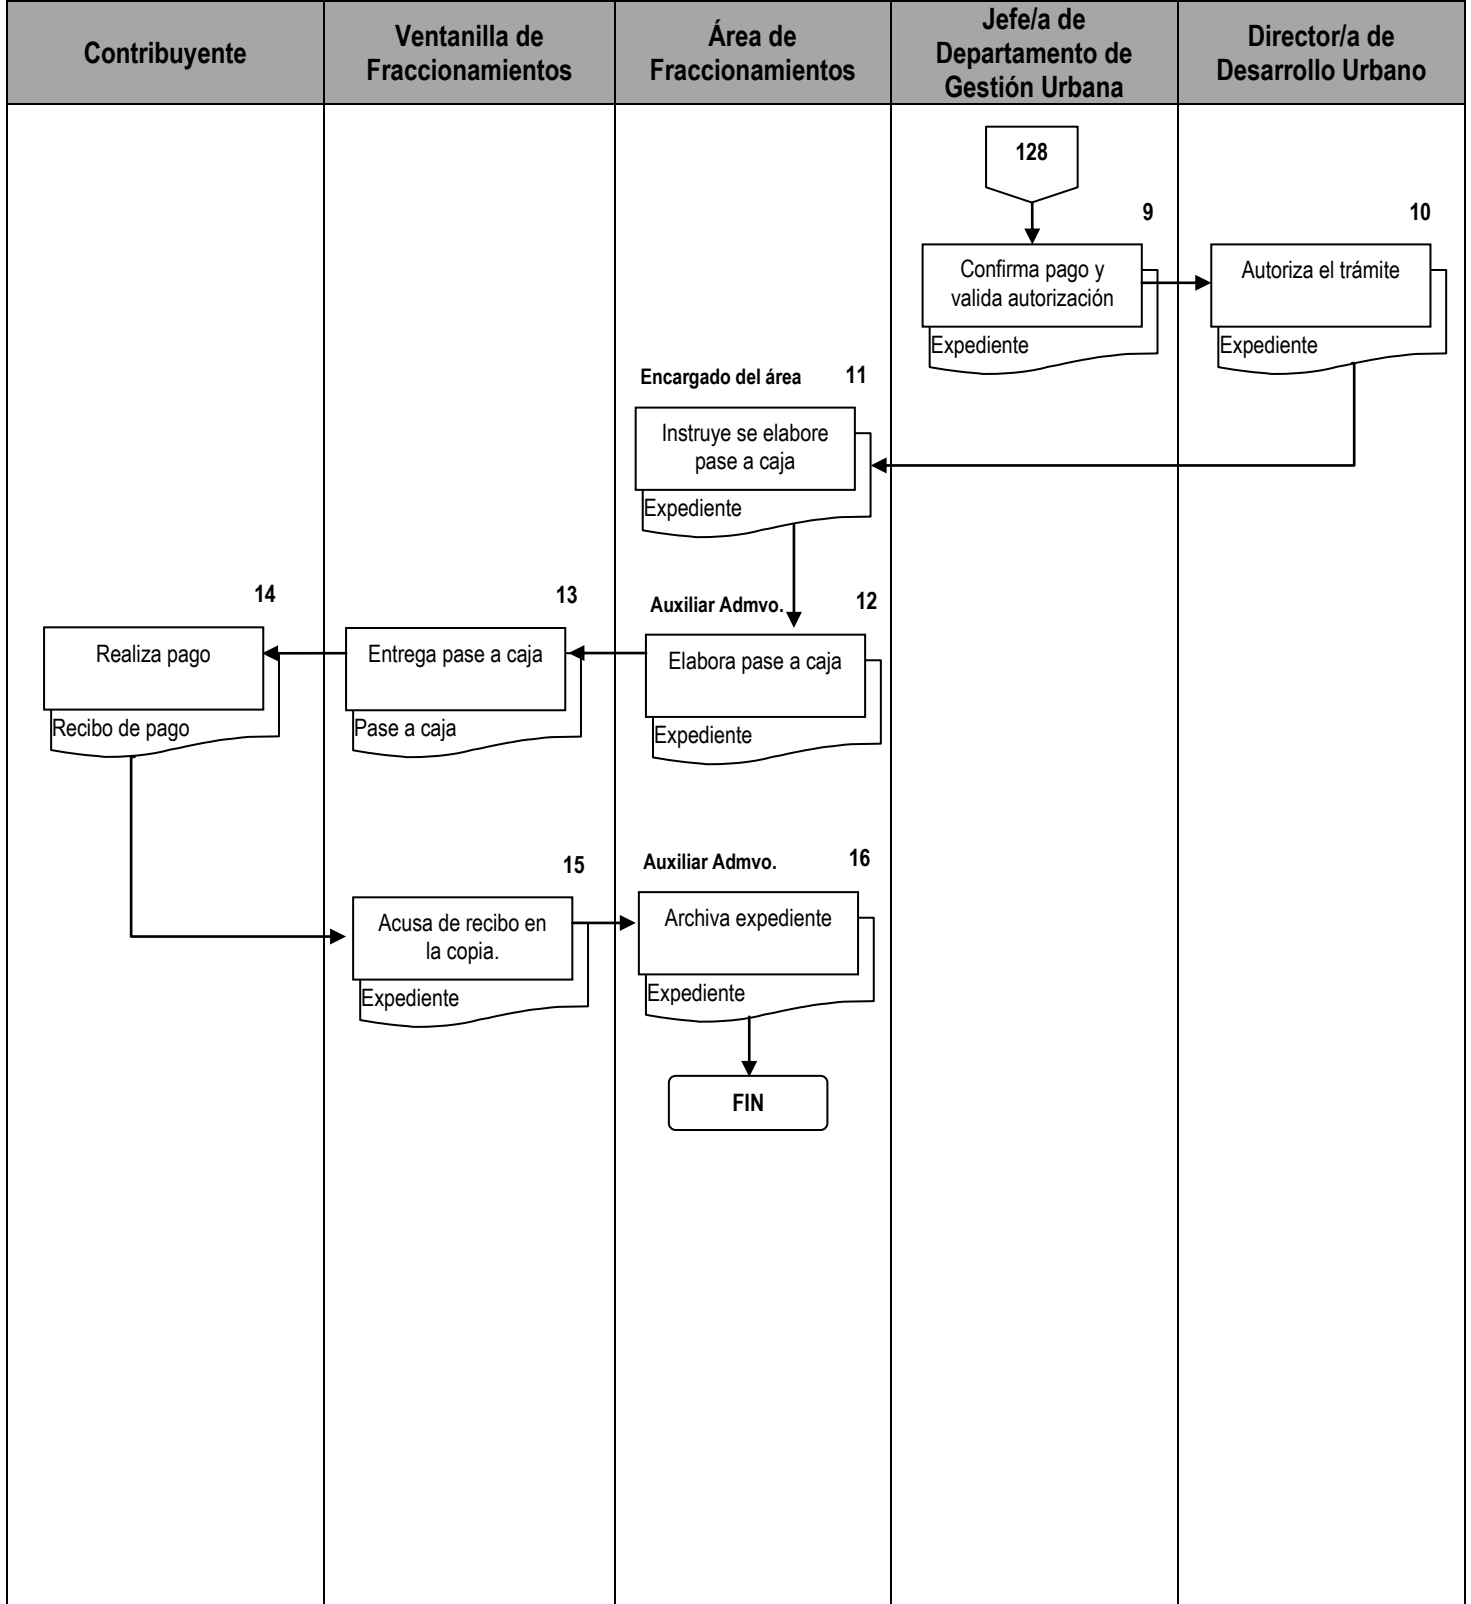 Contribuyente
Ventanilla de
Fraccionamientos
Área de
Fraccionamientos
Jefe/a de
Departamento de
Gestión Urbana
Director/a de
Desarrollo Urbano
128
9
Confirma pago y
valida autorización
Expediente
10
Autoriza el trámite
Expediente
Encargado del área
11
Instruye se elabore
pase a caja
Expediente
Auxiliar Admvo.
12
Elabora pase a caja
Expediente
13
Entrega pase a caja
Pase a caja
14
Realiza pago
Recibo de pago
15
Acusa de recibo en
la copia.
Expediente
Auxiliar Admvo.
16
Archiva expediente
Expediente
FIN